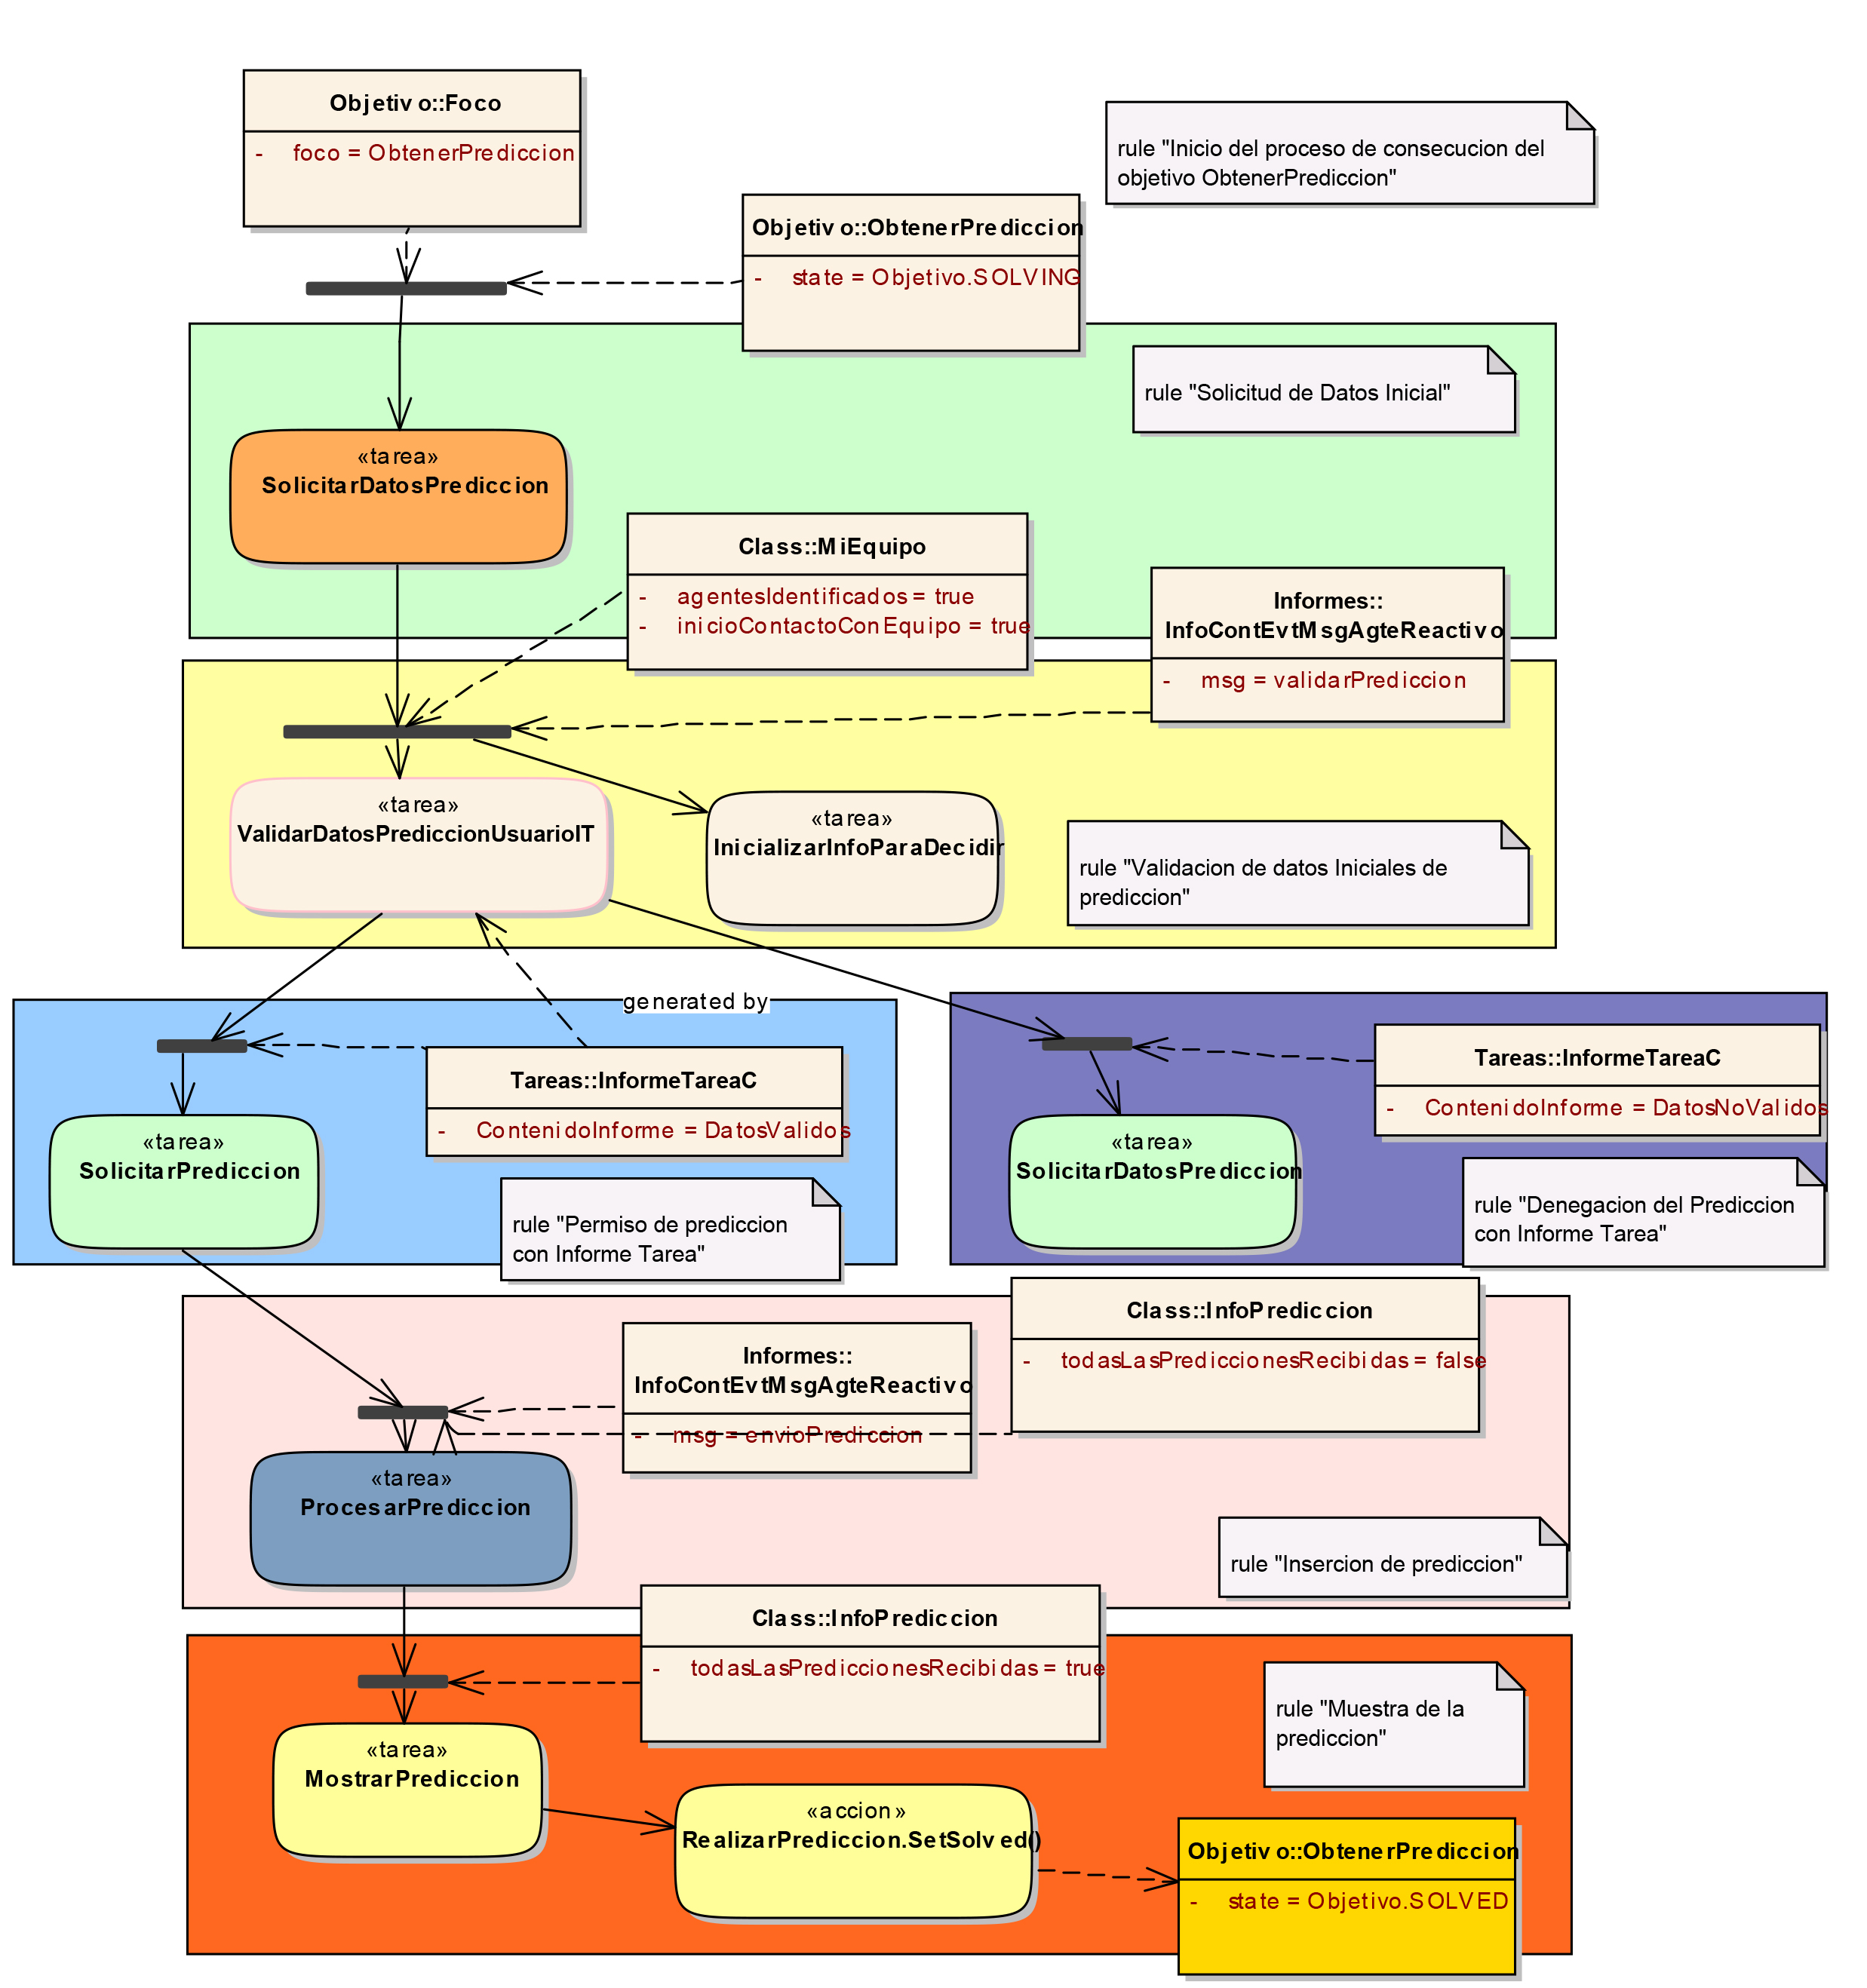 Objetivo::Foco
- foco = ObtenerPrediccion
rule "Inicio del proceso de consecucion del
objetivo ObtenerPrediccion"
Objetivo::ObtenerPrediccion
- state = Objetivo.SOLVING
rule "Solicitud de Datos Inicial"
«tarea»
SolicitarDatosPrediccion
Class::MiEquipo
- agentesIdentificados = true
- inicioContactoConEquipo = true
Informes::
InfoContEvtMsgAgteReactivo
- msg = validarPrediccion
«tarea»
ValidarDatosPrediccionUsuarioIT
«tarea»
InicializarInfoParaDecidir
rule "Validacion de datos Iniciales de
prediccion"
generated by
Tareas::InformeTareaC
- ContenidoInforme = DatosValidos
«tarea»
SolicitarPrediccion
rule "Permiso de prediccion
con Informe Tarea"
Tareas::InformeTareaC
- ContenidoInforme = DatosNoValidos
«tarea»
SolicitarDatosPrediccion
rule "Denegacion del Prediccion
con Informe Tarea"
Class::InfoPrediccion
- todasLasPrediccionesRecibidas = false
Informes::
InfoContEvtMsgAgteReactivo
- msg = envioPrediccion
«tarea»
ProcesarPrediccion
rule "Insercion de prediccion"
Class::InfoPrediccion
- todasLasPrediccionesRecibidas = true
rule "Muestra de la
prediccion"
«tarea»
MostrarPrediccion
«accion»
RealizarPrediccion.SetSolved()
Objetivo::ObtenerPrediccion
- state = Objetivo.SOLVED